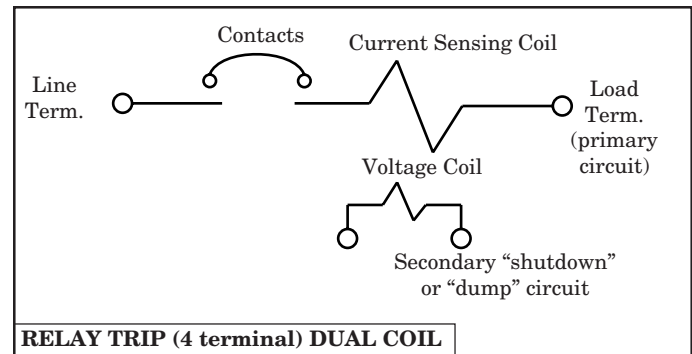 Contacts
Current Sensing Coil
Line
Term.
Load
Term.
(primary
circuit)
Voltage Coil
Secondary “shutdown”
or “dump” circuit
RELAY TRIP (4 terminal) DUAL COIL